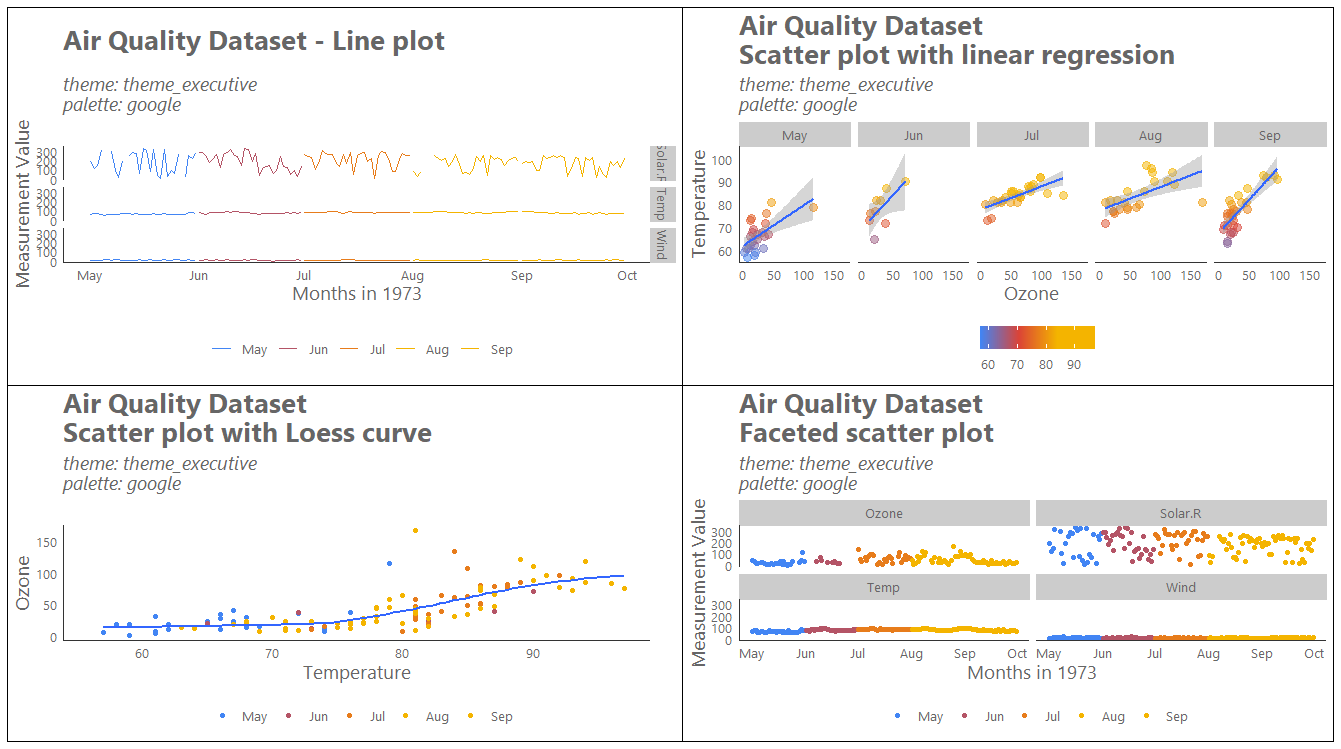 Air Quality Dataset - Line plot
theme: theme_executive
palette: google
Measurement Value
300
200
100
0
Solar.R
300
200
100
0
Temp
300
200
100
0
Wind
May Jun Jul Aug Sep Oct
Months in 1973
May Jun Jul Aug Sep
Air Quality Dataset
Scatter plot with linear regression
theme: theme_executive
palette: google
May Jun Jul Aug Sep
Temperature
100
90
80
70
60
0 50 100 150 0 50 100 150 0 50 100 150 0 50 100 150 0 50 100 150
Ozone
60 70 80 90
Air Quality Dataset
Scatter plot with Loess curve
theme: theme_executive
palette: google
Ozone
150
100
50
0
60 70 80 90
Temperature
May Jun Jul Aug Sep
Air Quality Dataset
Faceted scatter plot
theme: theme_executive
palette: google
Measurement Value
Ozone Solar.R
300
200
100
0
Temp Wind
300
200
100
0
May Jun Jul Aug Sep Oct May Jun Jul Aug Sep Oct
Months in 1973
May Jun Jul Aug Sep